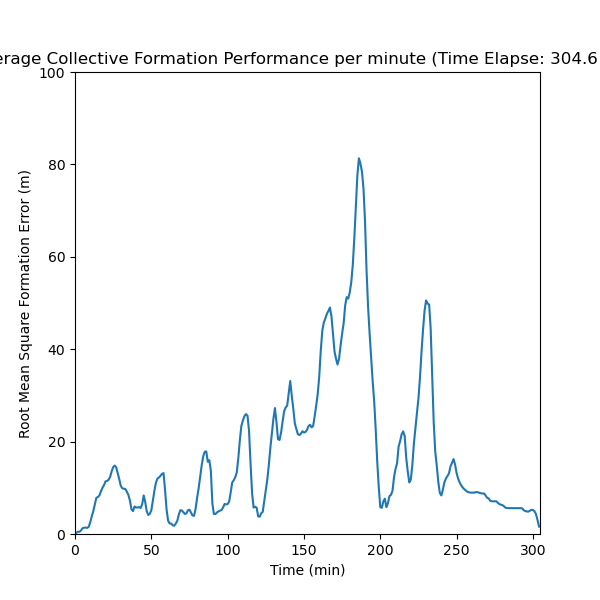 erage Collective Formation Performance per minute (Time Elapse: 304.6
100
80
60
40
20
0
Root Mean Square Formation Error (m)
0 50 100 150 200 250 300
Time (min)